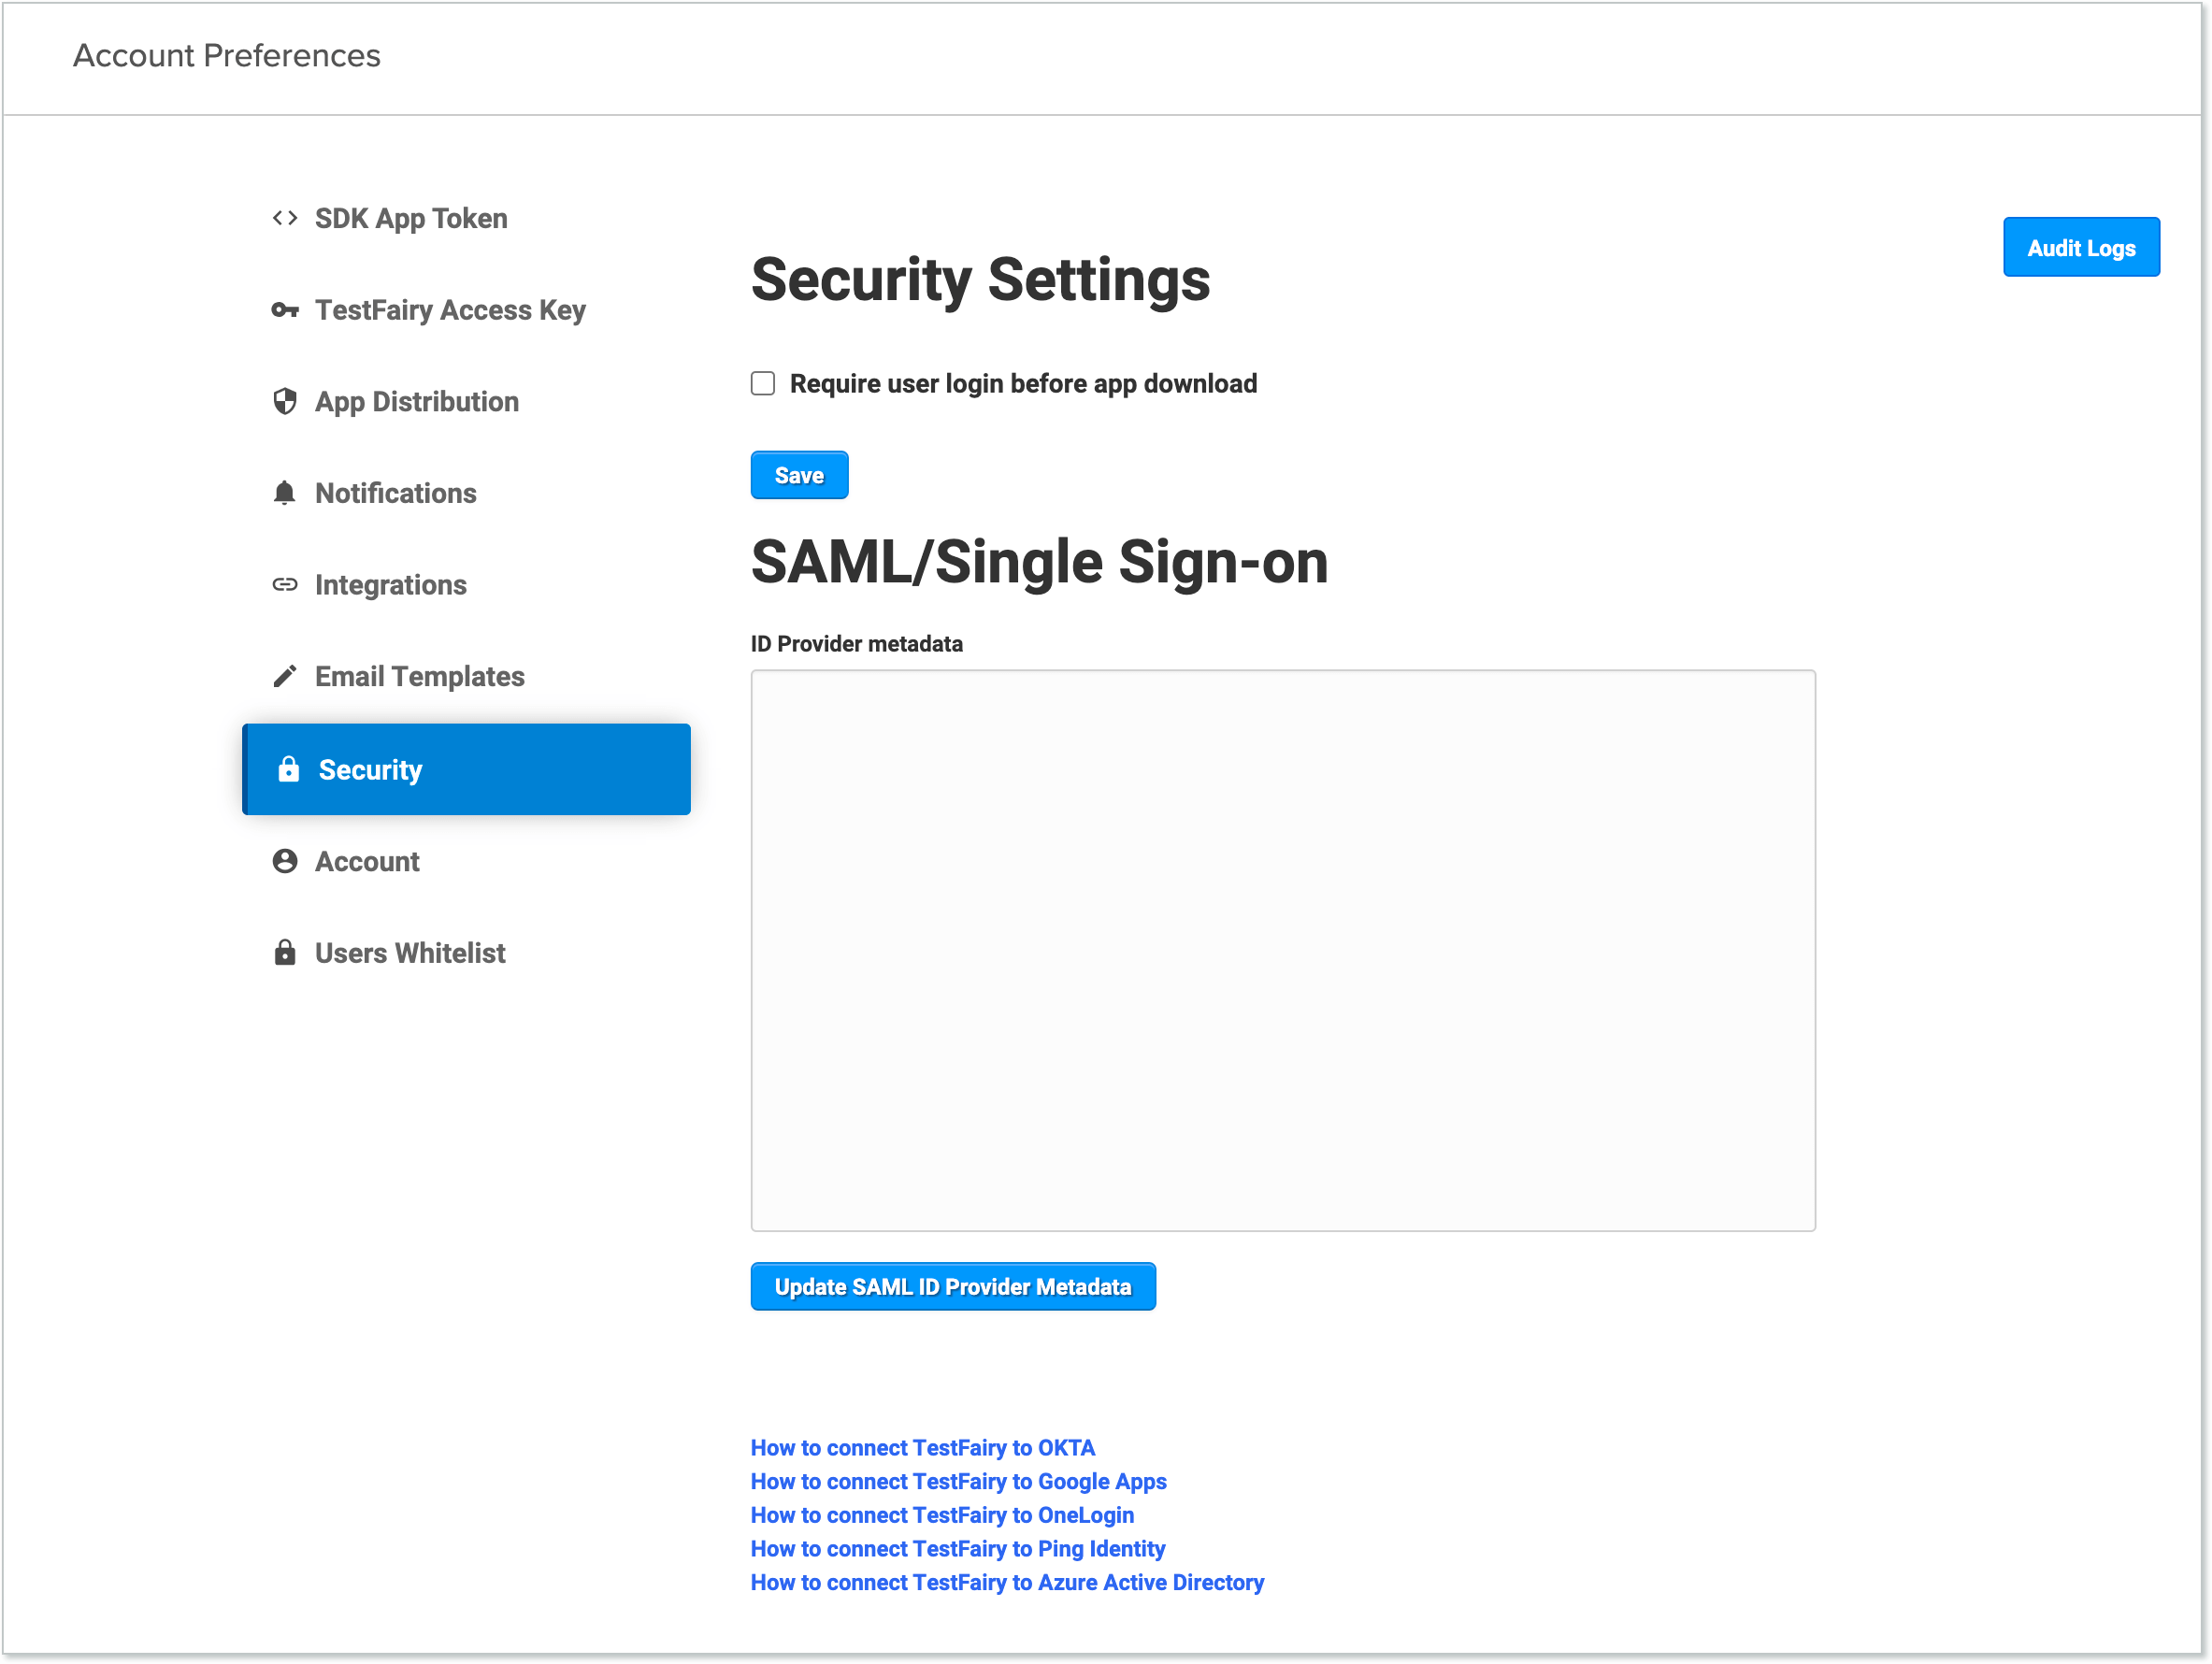 Account Preferences
SDK App Token
TestFairy Access Key
App Distribution
Notifications
Integrations
Email Templates
Security
Account
Users Whitelist
Audit Logs
Security Settings
Require user login before app download
Save
SAML/Single Sign-on
ID Provider metadata
Update SAML ID Provider Metadata
How to connect TestFairy to OKTA
How to connect TestFairy to Google Apps
How to connect TestFairy to OneLogin
How to connect TestFairy to Ping Identity
How to connect TestFairy to Azure Active Directory